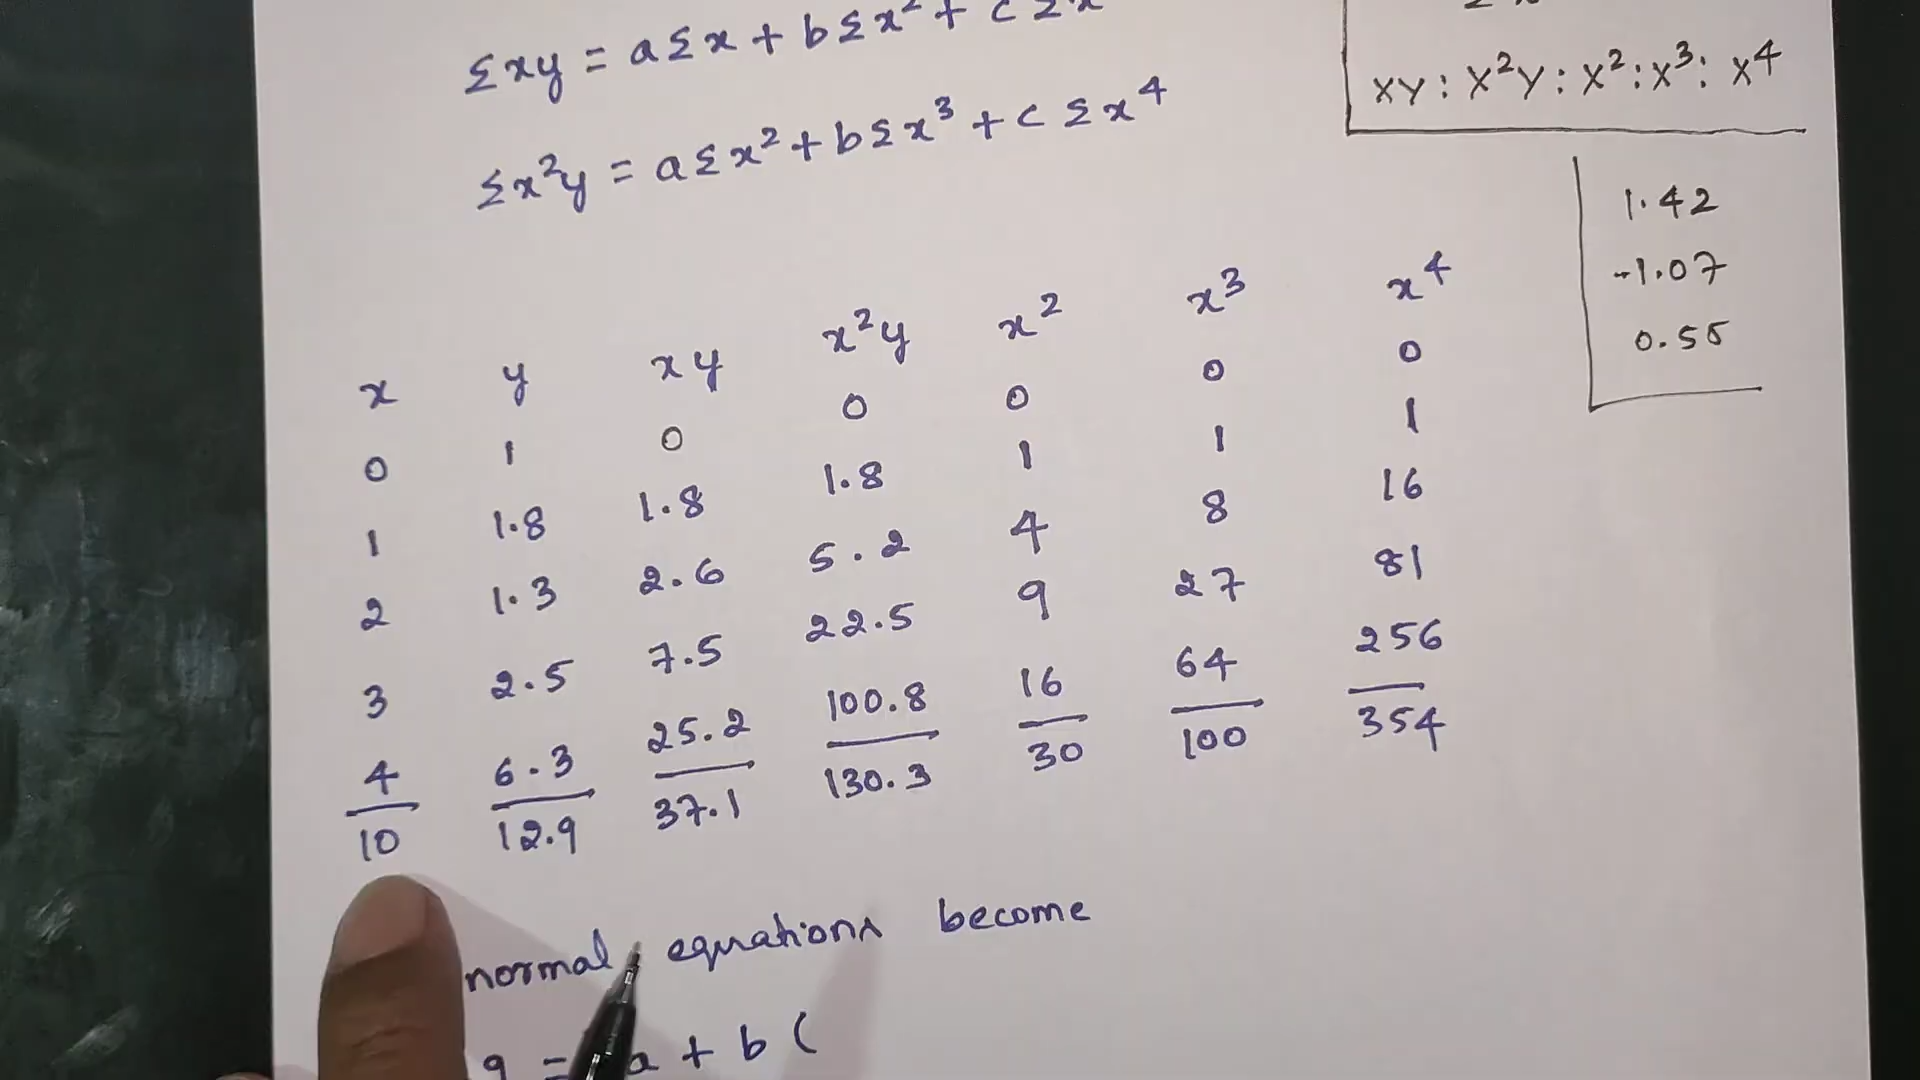 Σxy = aΣx + bΣx² + cΣx
Σx²y = aΣx² + bΣx³ + cΣx⁴
XY : X²Y : X² : X³ : X⁴
1.42
-1.07
0.55
x y xy x²y x² x³ x⁴
0 1 0 0 0 0 0
1 1.8 1.8 1.8 1 1 1
2 1.3 2.6 5.2 4 8 16
3 2.5 7.5 22.5 9 27 81
4 6.3 25.2 100.8 16 64 256
10 12.9 37.1 130.3 30 100 354
normal equations become
9 = a + b (